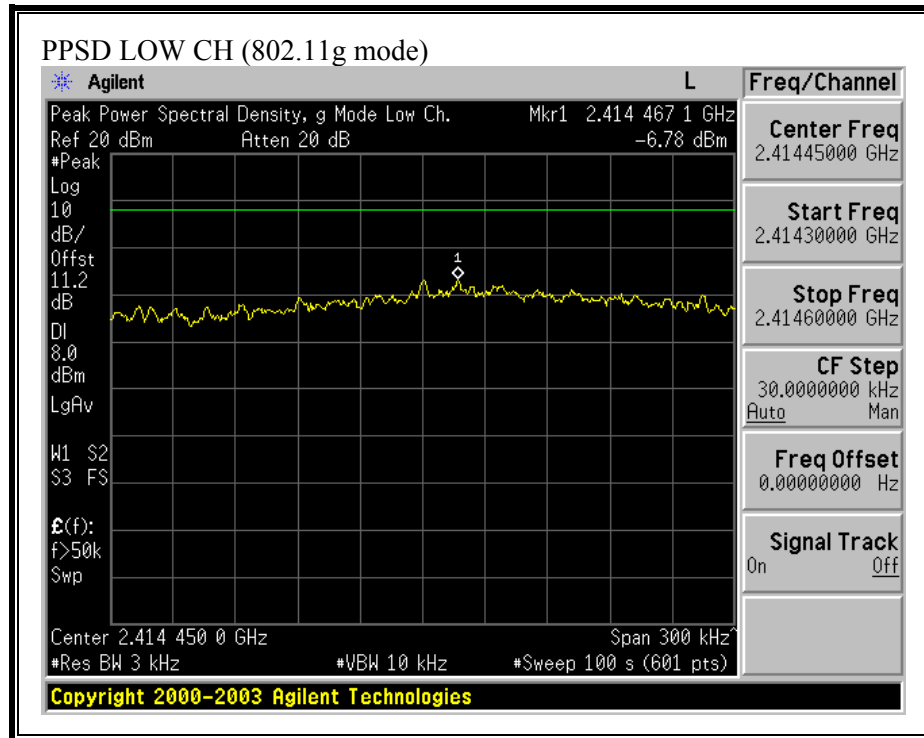 PPSD LOW CH (802.11g mode)
Agilent L
Peak Power Spectral Density, g Mode Low Ch. Mkr1 2.414 467 1 GHz
Ref 20 dBm Atten 20 dB -6.78 dBm
#Peak
Log
10
dB/
Offst
11.2
dB
DI
8.0
dBm
LgAv
W1 S2
S3 FS
£(f):
f>50k
Swp
1
Center 2.414 450 0 GHz Span 300 kHz^
#Res BW 3 kHz #VBW 10 kHz #Sweep 100 s (601 pts)
Freq/Channel
Center Freq
2.41445000 GHz
Start Freq
2.41430000 GHz
Stop Freq
2.41460000 GHz
CF Step
30.0000000 kHz
Auto Man
Freq Offset
0.00000000 Hz
Signal Track
On Off
Copyright 2000-2003 Agilent Technologies